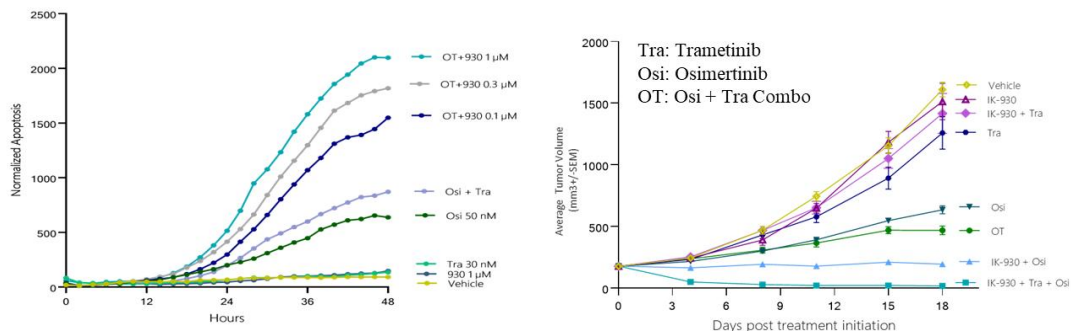 2500
2000
1500
1000
500
0
Normalized Apoptosis
0 12 24 36 48
Hours
OT+930 1 µM
OT+930 0.3 µM
OT+930 0.1 µM
Osi + Tra
Osi 50 nM
Tra 30 nM
930 1 µM
Vehicle
2000
1500
1000
500
0
Average Tumor Volume
(mm3+/-SEM)
0 4 8 11 15 18
Days post treatment initiation
Tra: Trametinib
Osi: Osimertinib
OT: Osi + Tra Combo
Vehicle
IK-930
IK-930 + Tra
Tra
Osi
OT
IK-930 + Osi
IK-930 + Tra + Osi